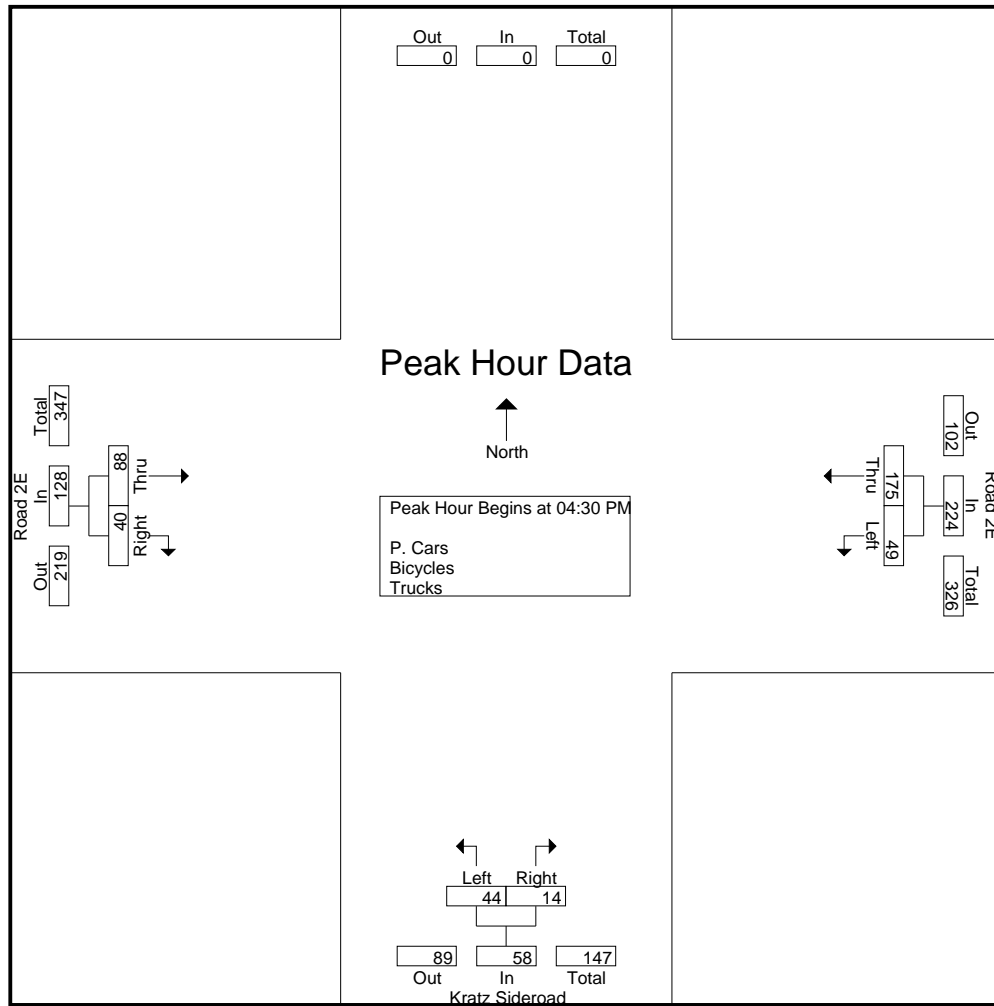 Out In Total
0 0 0
Peak Hour Data
North
Peak Hour Begins at 04:30 PM
P. Cars
Bicycles
Trucks
Road 2E
Total
347
In
128
Out
219
88
Thru
40
Right
Road 2E
Out
102
In
224
Total
326
Thru
175
Left
49
Left Right
44 14
89 58 147
Out In Total
Kratz Sideroad